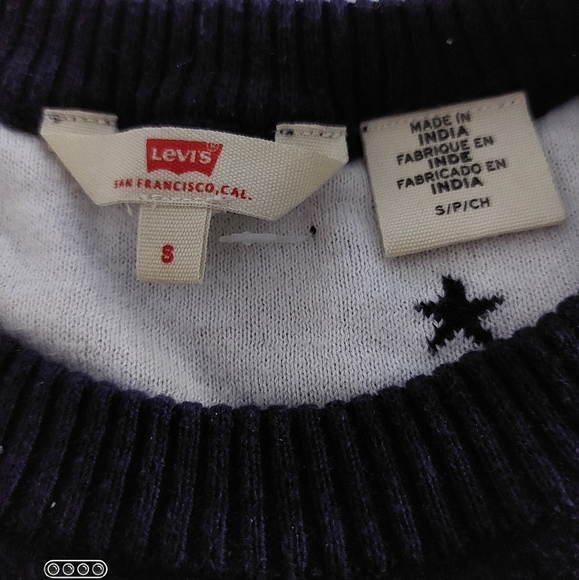 LEVI'S®
SAN FRANCISCO, CAL.
S
MADE IN
INDIA
FABRIQUE EN
INDE
FABRICADO EN
INDIA
S/P/CH